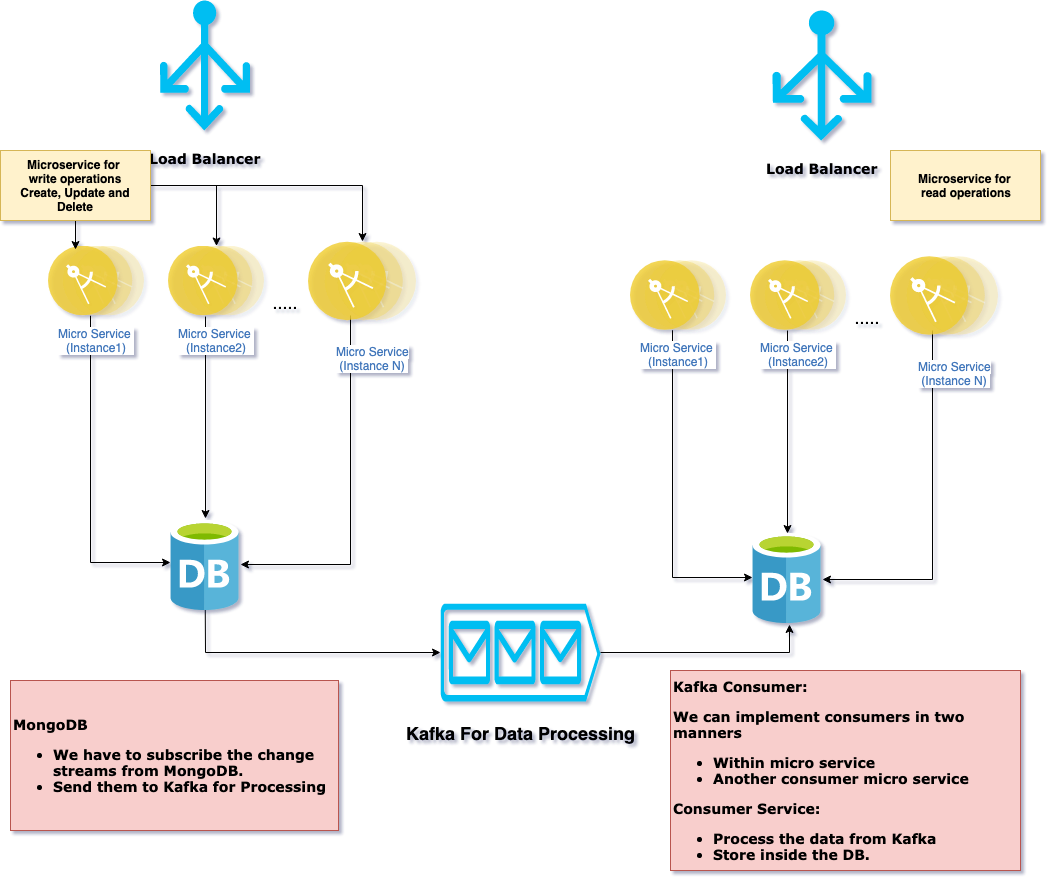 Load Balancer
Microservice for
write operations
Create, Update and
Delete
Micro Service
(Instance1)
Micro Service
(Instance2)
.....
Micro Service
(Instance N)
DB
MongoDB
• We have to subscribe the change
streams from MongoDB.
• Send them to Kafka for Processing
Kafka For Data Processing
Load Balancer
Microservice for
read operations
Micro Service
(Instance1)
Micro Service
(Instance2)
.....
Micro Service
(Instance N)
DB
Kafka Consumer:
We can implement consumers in two
manners
• Within micro service
• Another consumer micro service
Consumer Service:
• Process the data from Kafka
• Store inside the DB.